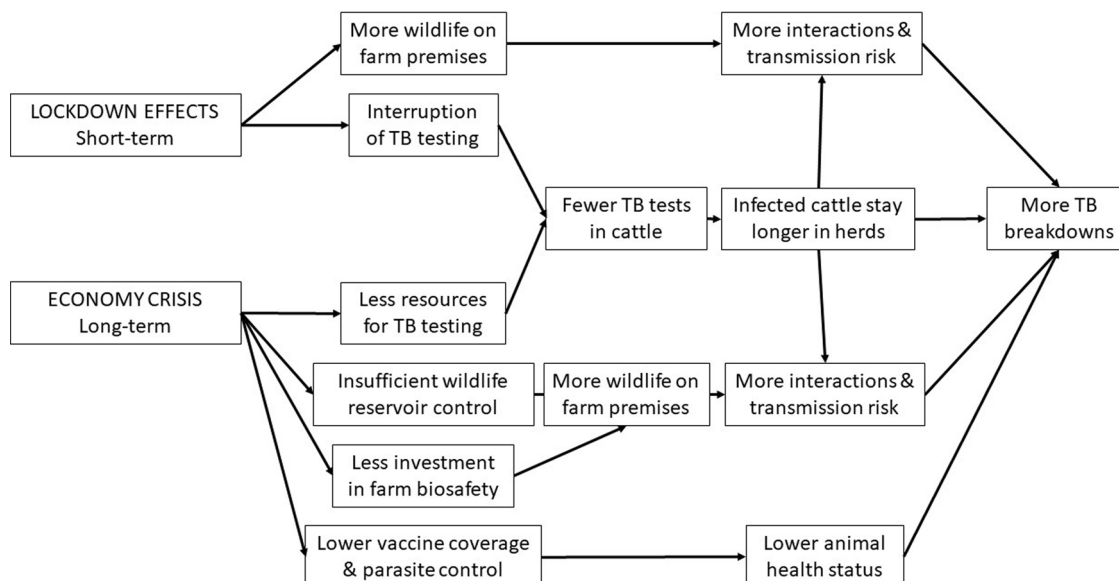 More wildlife on
farm premises
More interactions &
transmission risk
LOCKDOWN EFFECTS
Short-term
Interruption
of TB testing
Fewer TB tests
in cattle
Infected cattle stay
longer in herds
More TB
breakdowns
ECONOMY CRISIS
Long-term
Less resources
for TB testing
Insufficient wildlife
reservoir control
More wildlife on
farm premises
More interactions &
transmission risk
Less investment
in farm biosafety
Lower vaccine coverage
& parasite control
Lower animal
health status